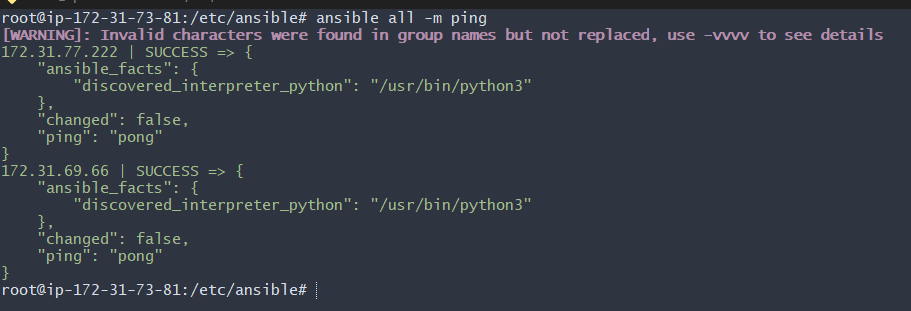 root@ip-172-31-73-81:/etc/ansible# ansible all -m ping
[WARNING]: Invalid characters were found in group names but not replaced, use -vvvv to see details
172.31.77.222 | SUCCESS => {
    "ansible_facts": {
        "discovered_interpreter_python": "/usr/bin/python3"
    },
    "changed": false,
    "ping": "pong"
}
172.31.69.66 | SUCCESS => {
    "ansible_facts": {
        "discovered_interpreter_python": "/usr/bin/python3"
    },
    "changed": false,
    "ping": "pong"
}
root@ip-172-31-73-81:/etc/ansible#